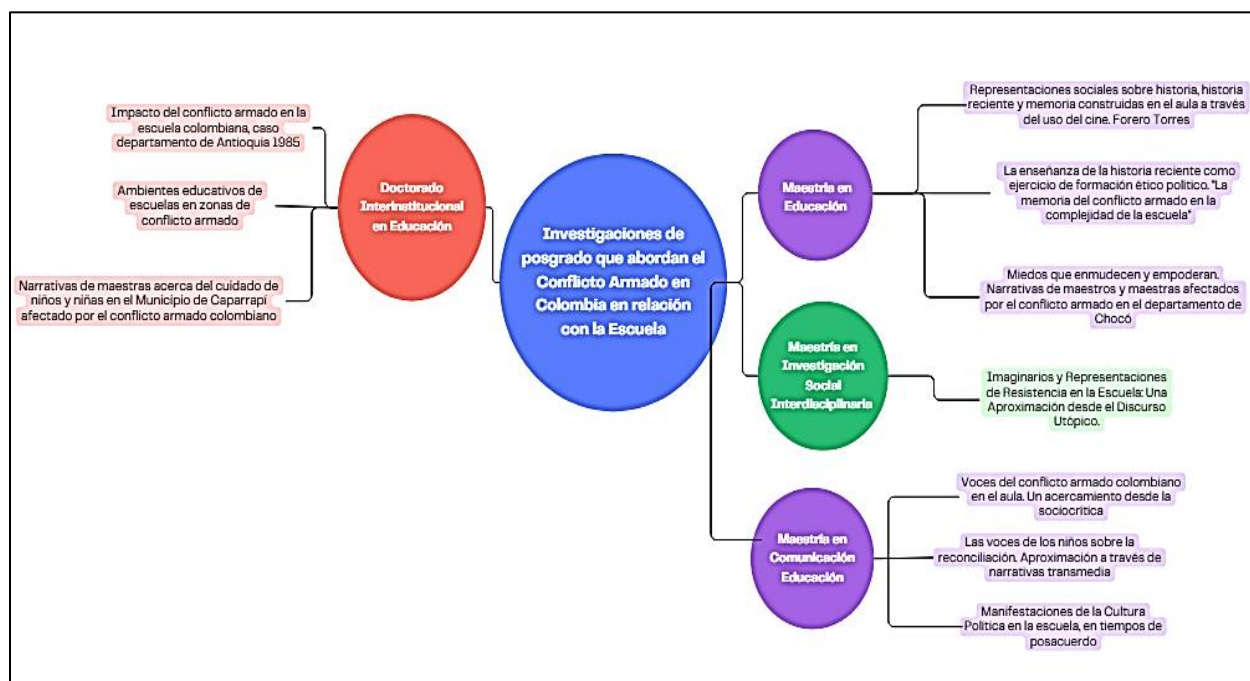 Impacto del conflicto armado en la
escuela colombiana, caso
departamento de Antioquia 1985
Ambientes educativos de
escuelas en zonas de
conflicto armado
Narrativas de maestras acerca del cuidado de
niños y niñas en el Municipio de Caparrapí
afectado por el conflicto armado colombiano
Doctorado
Interinstitucional
en Educación
Investigaciones de
posgrado que abordan el
Conflicto Armado en
Colombia en relación
con la Escuela
Maestría en
Educación
Representaciones sociales sobre historia, historia
reciente y memoria construidas en el aula a través
del uso del cine. Forero Torres
La enseñanza de la historia reciente como
ejercicio de formación ético político. "La
memoria del conflicto armado en la
complejidad de la escuela"
Miedos que enmudecen y empoderan.
Narrativas de maestros y maestras afectados
por el conflicto armado en el departamento de
Chocó
Maestría en
Investigación
Social
Interdisciplinaria
Imaginarios y Representaciones
de Resistencia en la Escuela: Una
Aproximación desde el Discurso
Utópico.
Maestría en
Comunicación
Educación
Voces del conflicto armado colombiano
en el aula. Un acercamiento desde la
sociocrítica
Las voces de los niños sobre la
reconciliación. Aproximación a través de
narrativas transmedia
Manifestaciones de la Cultura
Política en la escuela, en tiempos de
posacuerdo